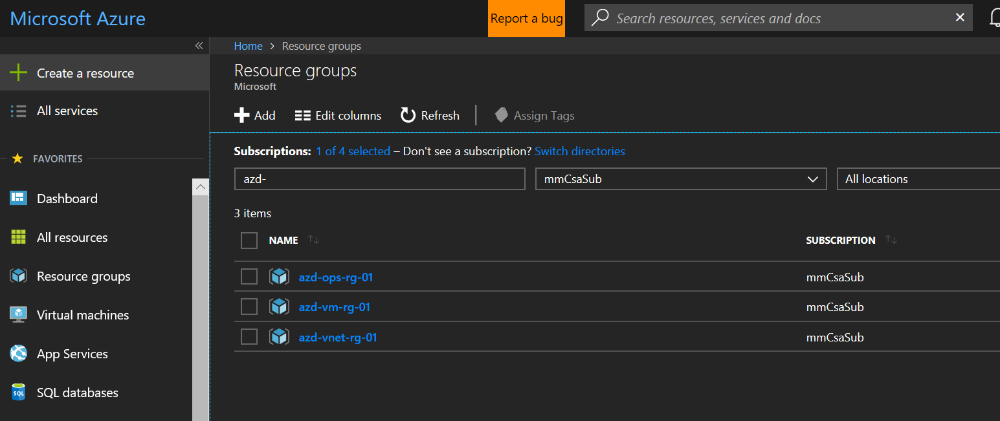 Microsoft Azure
Report a bug
Search resources, services and docs
Home > Resource groups
Create a resource
All services
FAVORITES
Dashboard
All resources
Resource groups
Virtual machines
App Services
SQL
SQL databases
Resource groups
Microsoft
Add
Edit columns
Refresh
Assign Tags
Subscriptions: 1 of 4 selected – Don't see a subscription? Switch directories
azd-
mmCsaSub
All locations
3 items
NAME
SUBSCRIPTION
azd-ops-rg-01 mmCsaSub
azd-vm-rg-01 mmCsaSub
azd-vnet-rg-01 mmCsaSub